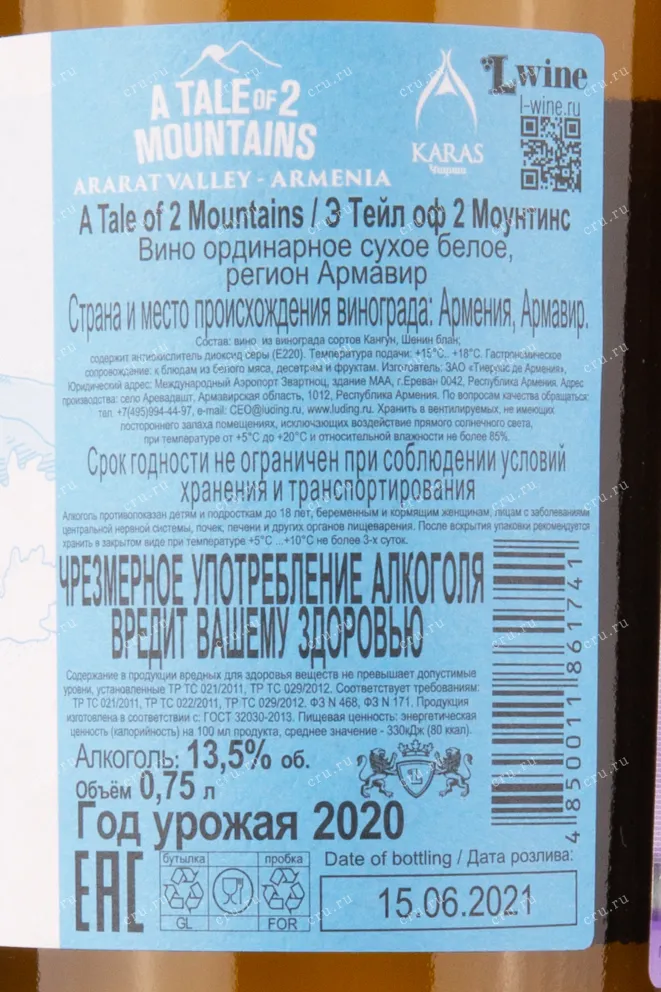 A TALE OF 2
MOUNTAINS
ARARAT VALLEY - ARMENIA
KARAS
Կարաս
Lwine
l-wine.ru
A Tale of 2 Mountains / Э Тейл оф 2 Моунтинс
Вино ординарное сухое белое,
регион Армавир
Страна и место происхождения винограда: Армения, Армавир.
Состав: вино из винограда сортов Кангун, Шенин блан;
содержит антиокислитель диоксид серы (Е220). Температура подачи: +15°С.. +18°С. Гастрономическое
сопровождение: к блюдам из белого мяса, десертам и фруктам. Изготовитель: ЗАО «Тиеррас де Армения»,
Юридический адрес: Международный Аэропорт Звартноц, здание МАА, г.Ереван 0042, Республика Армения. Адрес
производства: село Аревадашт, Армавирская область, 1012, Республика Армения. По вопросам качества обращаться:
тел. +7(495)994-44-97, e-mail: CEO@luding.ru, www.luding.ru. Хранить в вентилируемых, не имеющих
постороннего запаха помещениях, исключающих воздействие прямого солнечного света,
при температуре от +5°С до +20°С и относительной влажности не более 85%.
Срок годности не ограничен при соблюдении условий
хранения и транспортирования
Алкоголь противопоказан детям и подросткам до 18 лет, беременным и кормящим женщинам, лицам с заболеваниями
центральной нервной системы, почек, печени и других органов пищеварения. После вскрытия упаковки рекомендуется
хранить в закрытом виде при температуре +5°С ...+10°С не более 3-х суток.
ЧРЕЗМЕРНОЕ УПОТРЕБЛЕНИЕ АЛКОГОЛЯ
ВРЕДИТ ВАШЕМУ ЗДОРОВЬЮ
Содержание в продукции вредных для здоровья веществ не превышает допустимые
уровни, установленные ТР ТС 021/2011, ТР ТС 029/2012. Соответствует требованиям:
ТР ТС 021/2011, ТР ТС 022/2011, ТР ТС 029/2012. ФЗ N 468, ФЗ N 171. Продукция
изготовлена в соответствии с: ГОСТ 32030-2013. Пищевая ценность: энергетическая
ценность (калорийность) на 100 мл продукта, среднее значение - 330кДж (80 ккал).
Алкоголь: 13,5% об.
Объём 0,75 л
Год урожая 2020
4 850011 861741
EAC
бутылка
пробка
GL
FOR
Date of bottling / Дата розлива:
15.06.2021